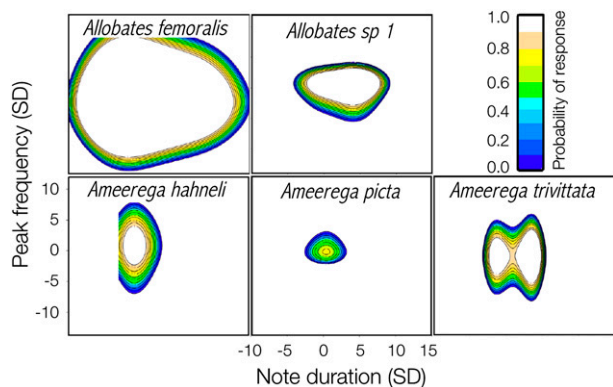 Allobates femoralis
Allobates sp 1
1.0
0.8
0.6
0.4
0.2
0.0
Probability of response
Peak frequency (SD)
Ameerega hahneli
Ameerega picta
Ameerega trivittata
10
5
0
-5
-10
-10 -5 0 5 10 15
Note duration (SD)